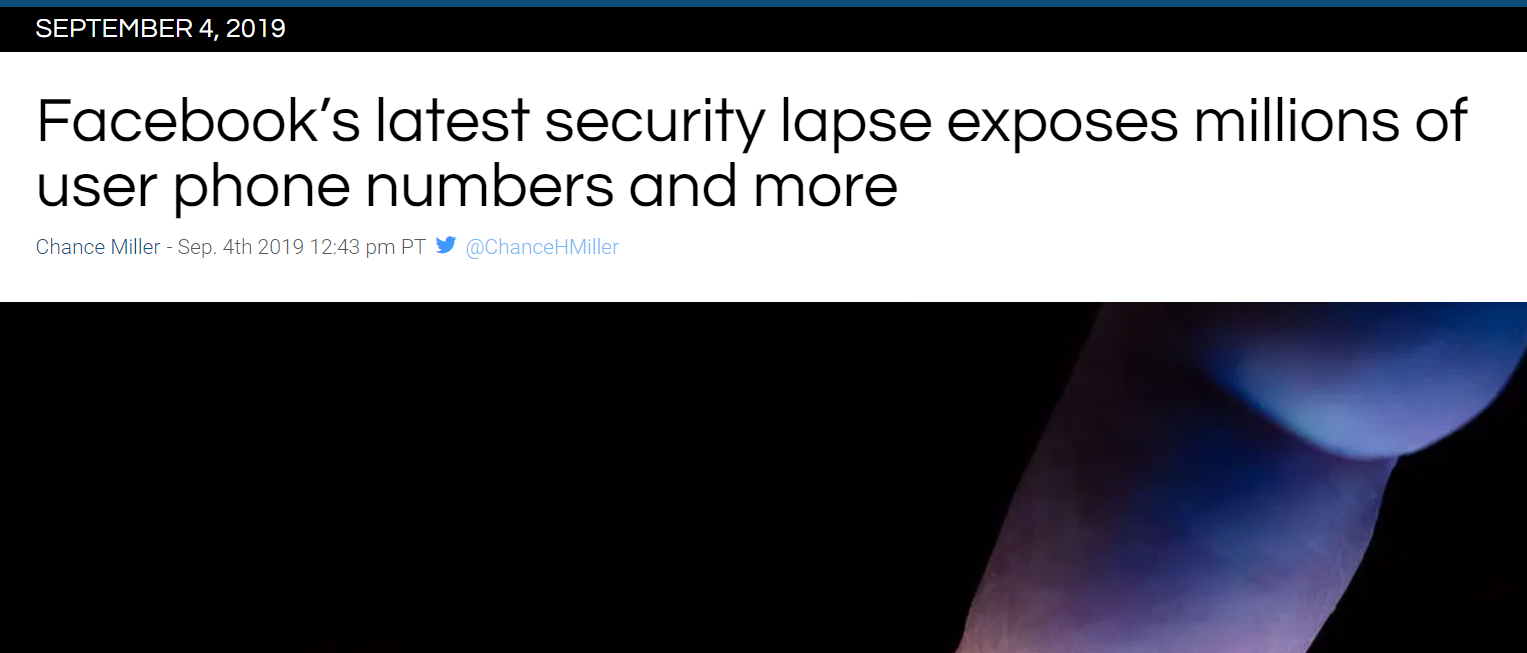 SEPTEMBER 4, 2019
Facebook’s latest security lapse exposes millions of
user phone numbers and more
Chance Miller - Sep. 4th 2019 12:43 pm PT @ChanceHMiller